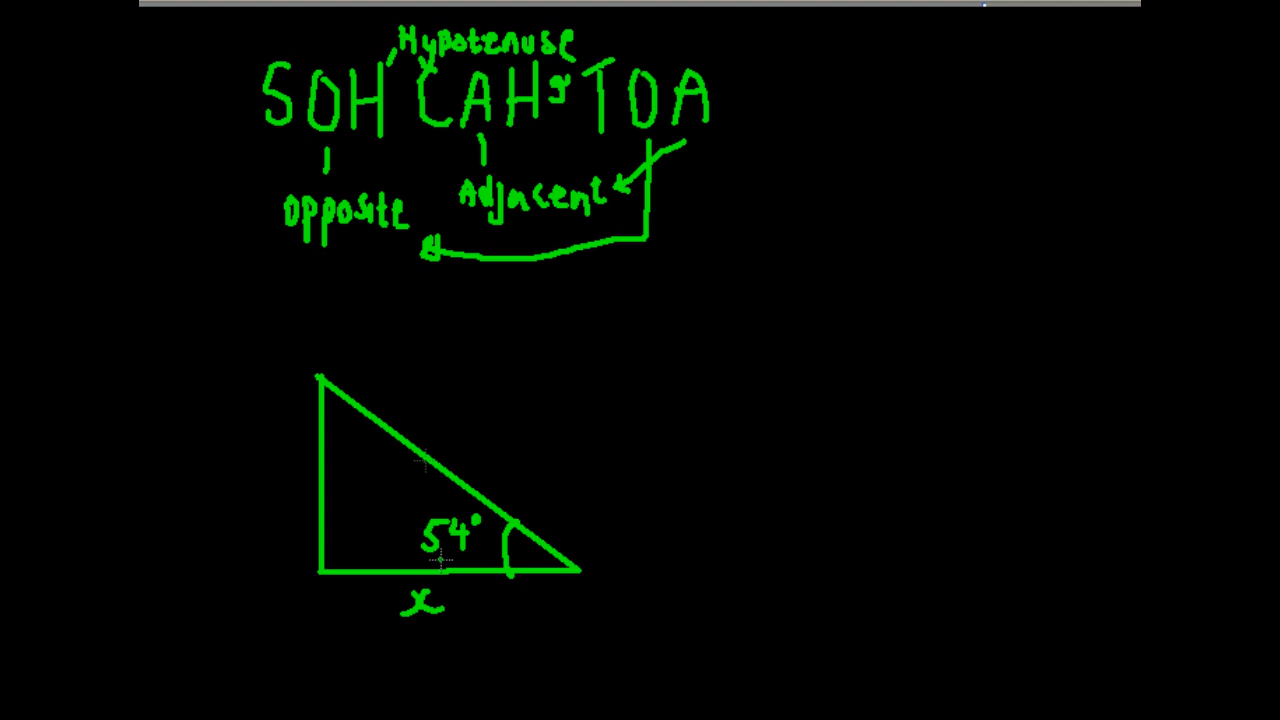 Hypotenuse
SOH CAH TOA
Opposite
Adjacent
54°
x